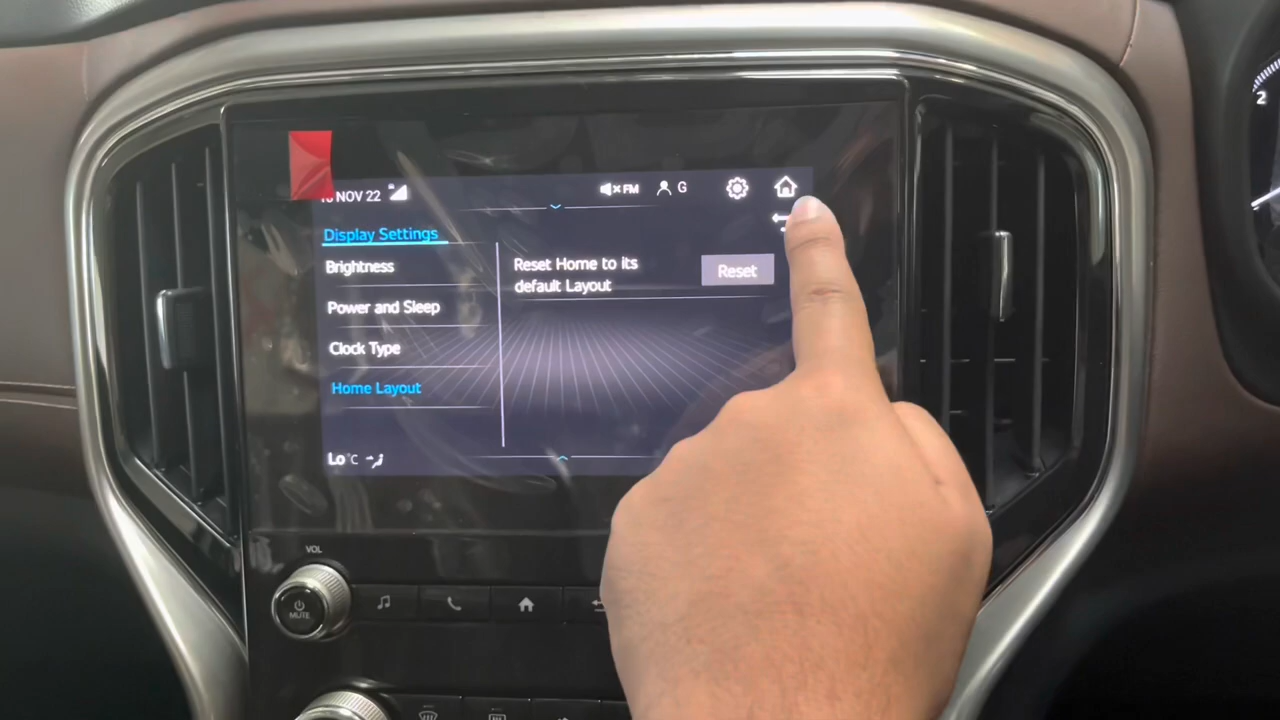 NOV 22
FM G
Display Settings
Brightness
Power and Sleep
Clock Type
Home Layout
Reset Home to its
default Layout
Reset
Lo °C
VOL
MUTE
2